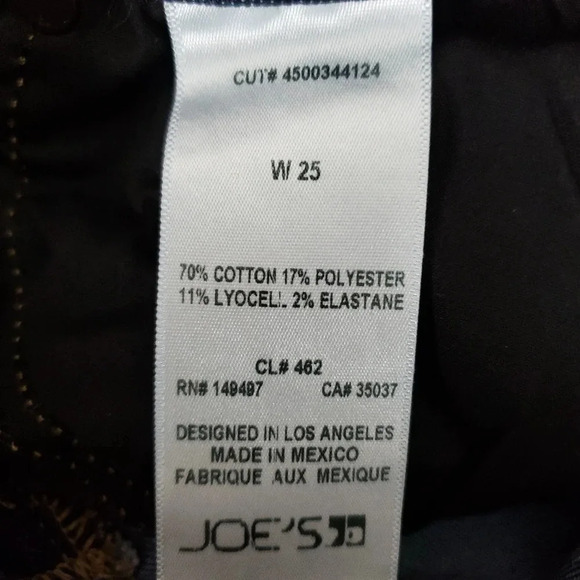 CUT# 4500344124
W 25
70% COTTON 17% POLYESTER
11% LYOCELL 2% ELASTANE
CL# 462
RN# 149497 CA# 35037
DESIGNED IN LOS ANGELES
MADE IN MEXICO
FABRIQUE AUX MEXIQUE
JOE'S